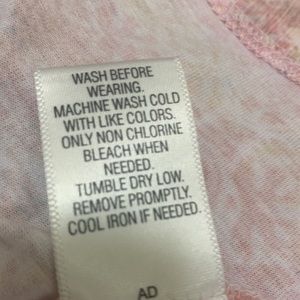 WASH BEFORE
WEARING.
MACHINE WASH COLD
WITH LIKE COLORS.
ONLY NON CHLORINE
BLEACH WHEN
NEEDED.
TUMBLE DRY LOW.
REMOVE PROMPTLY.
COOL IRON IF NEEDED.
AD